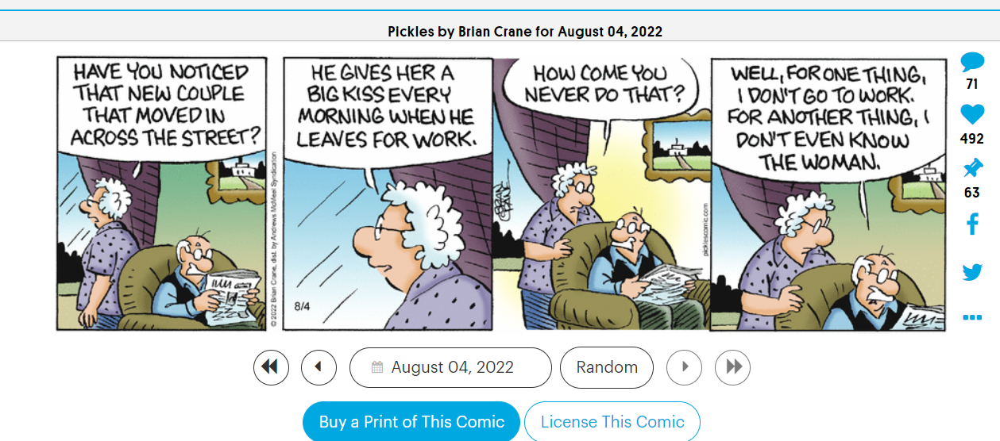 Pickles by Brian Crane for August 04, 2022
HAVE YOU NOTICED
THAT NEW COUPLE
THAT MOVED IN
ACROSS THE STREET?
© 2022 Brian Crane, dist. by Andrews McMeel Syndication
HE GIVES HER A
BIG KISS EVERY
MORNING WHEN HE
LEAVES FOR WORK.
8/4
HOW COME YOU
NEVER DO THAT?
BRIAN
CRANE
picklescomic.com
WELL, FOR ONE THING,
I DON'T GO TO WORK.
FOR ANOTHER THING, I
DON'T EVEN KNOW
THE WOMAN.
71
492
63
August 04, 2022
Random
Buy a Print of This Comic
License This Comic